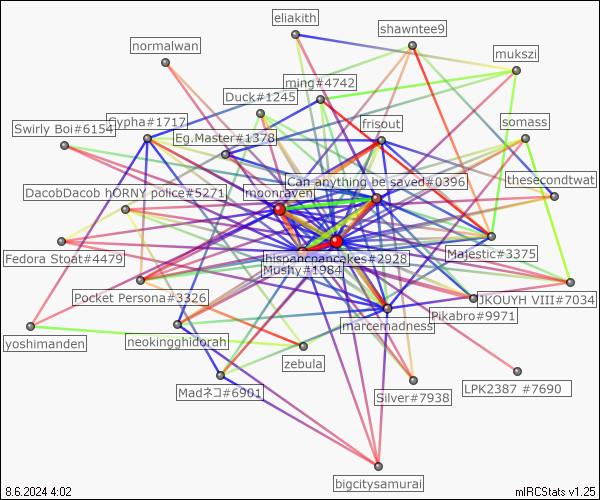 eliakith
shawntee9
normalwan
mukszi
ming#4742
Duck#1245
Cypha#1717
frisout
somass
Swirly Boi#6154
Eg.Master#1378
Can anything be saved#0396
thesecondtwat
DacobDacob hORNY police#5271
moonraven
Majestic#3375
Fedora Stoat#4479
hispancpancakes#2928
Mushy#1984
Pocket Persona#3326
JKOUYH VIII#7034
Pikabro#9971
marcemadness
yoshimanden
neokingghidorah
zebula
Madネコ#6901
Silver#7938
LPK2387 #7690
bigcitysamurai
8.6.2024 4:02
mIRCStats v1.25